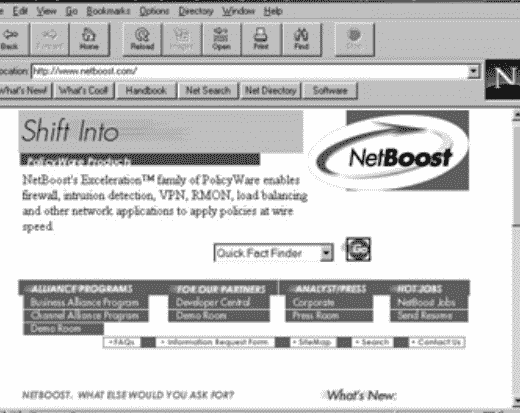 e Edit View Go Bookmarks Options Directory Window Help
Back Forward Home Reload Images Open Print Find Stop
ocation: http://www.netboost.com/
What's New! What's Cool! Handbook Net Search Net Directory Software
N
Shift Into
PolicyWare Products
NetBoost
NetBoost's Exceleration™ family of PolicyWare enables
firewall, intrusion detection, VPN, RMON, load balancing
and other network applications to apply policies at wire
speed.
Quick Fact Finder GO
ALLIANCE PROGRAMS FOR OUR PARTNERS ANALYST/PRESS HOT JOBS
Business Alliance Program Developer Central Corporate NetBoost Jobs
Channel Alliance Program Demo Room Press Room Send Resume
Demo Room
• FAQs • Information Request Form • SiteMap • Search • Contact Us
NETBOOST. WHAT ELSE WOULD YOU ASK FOR? What's New: